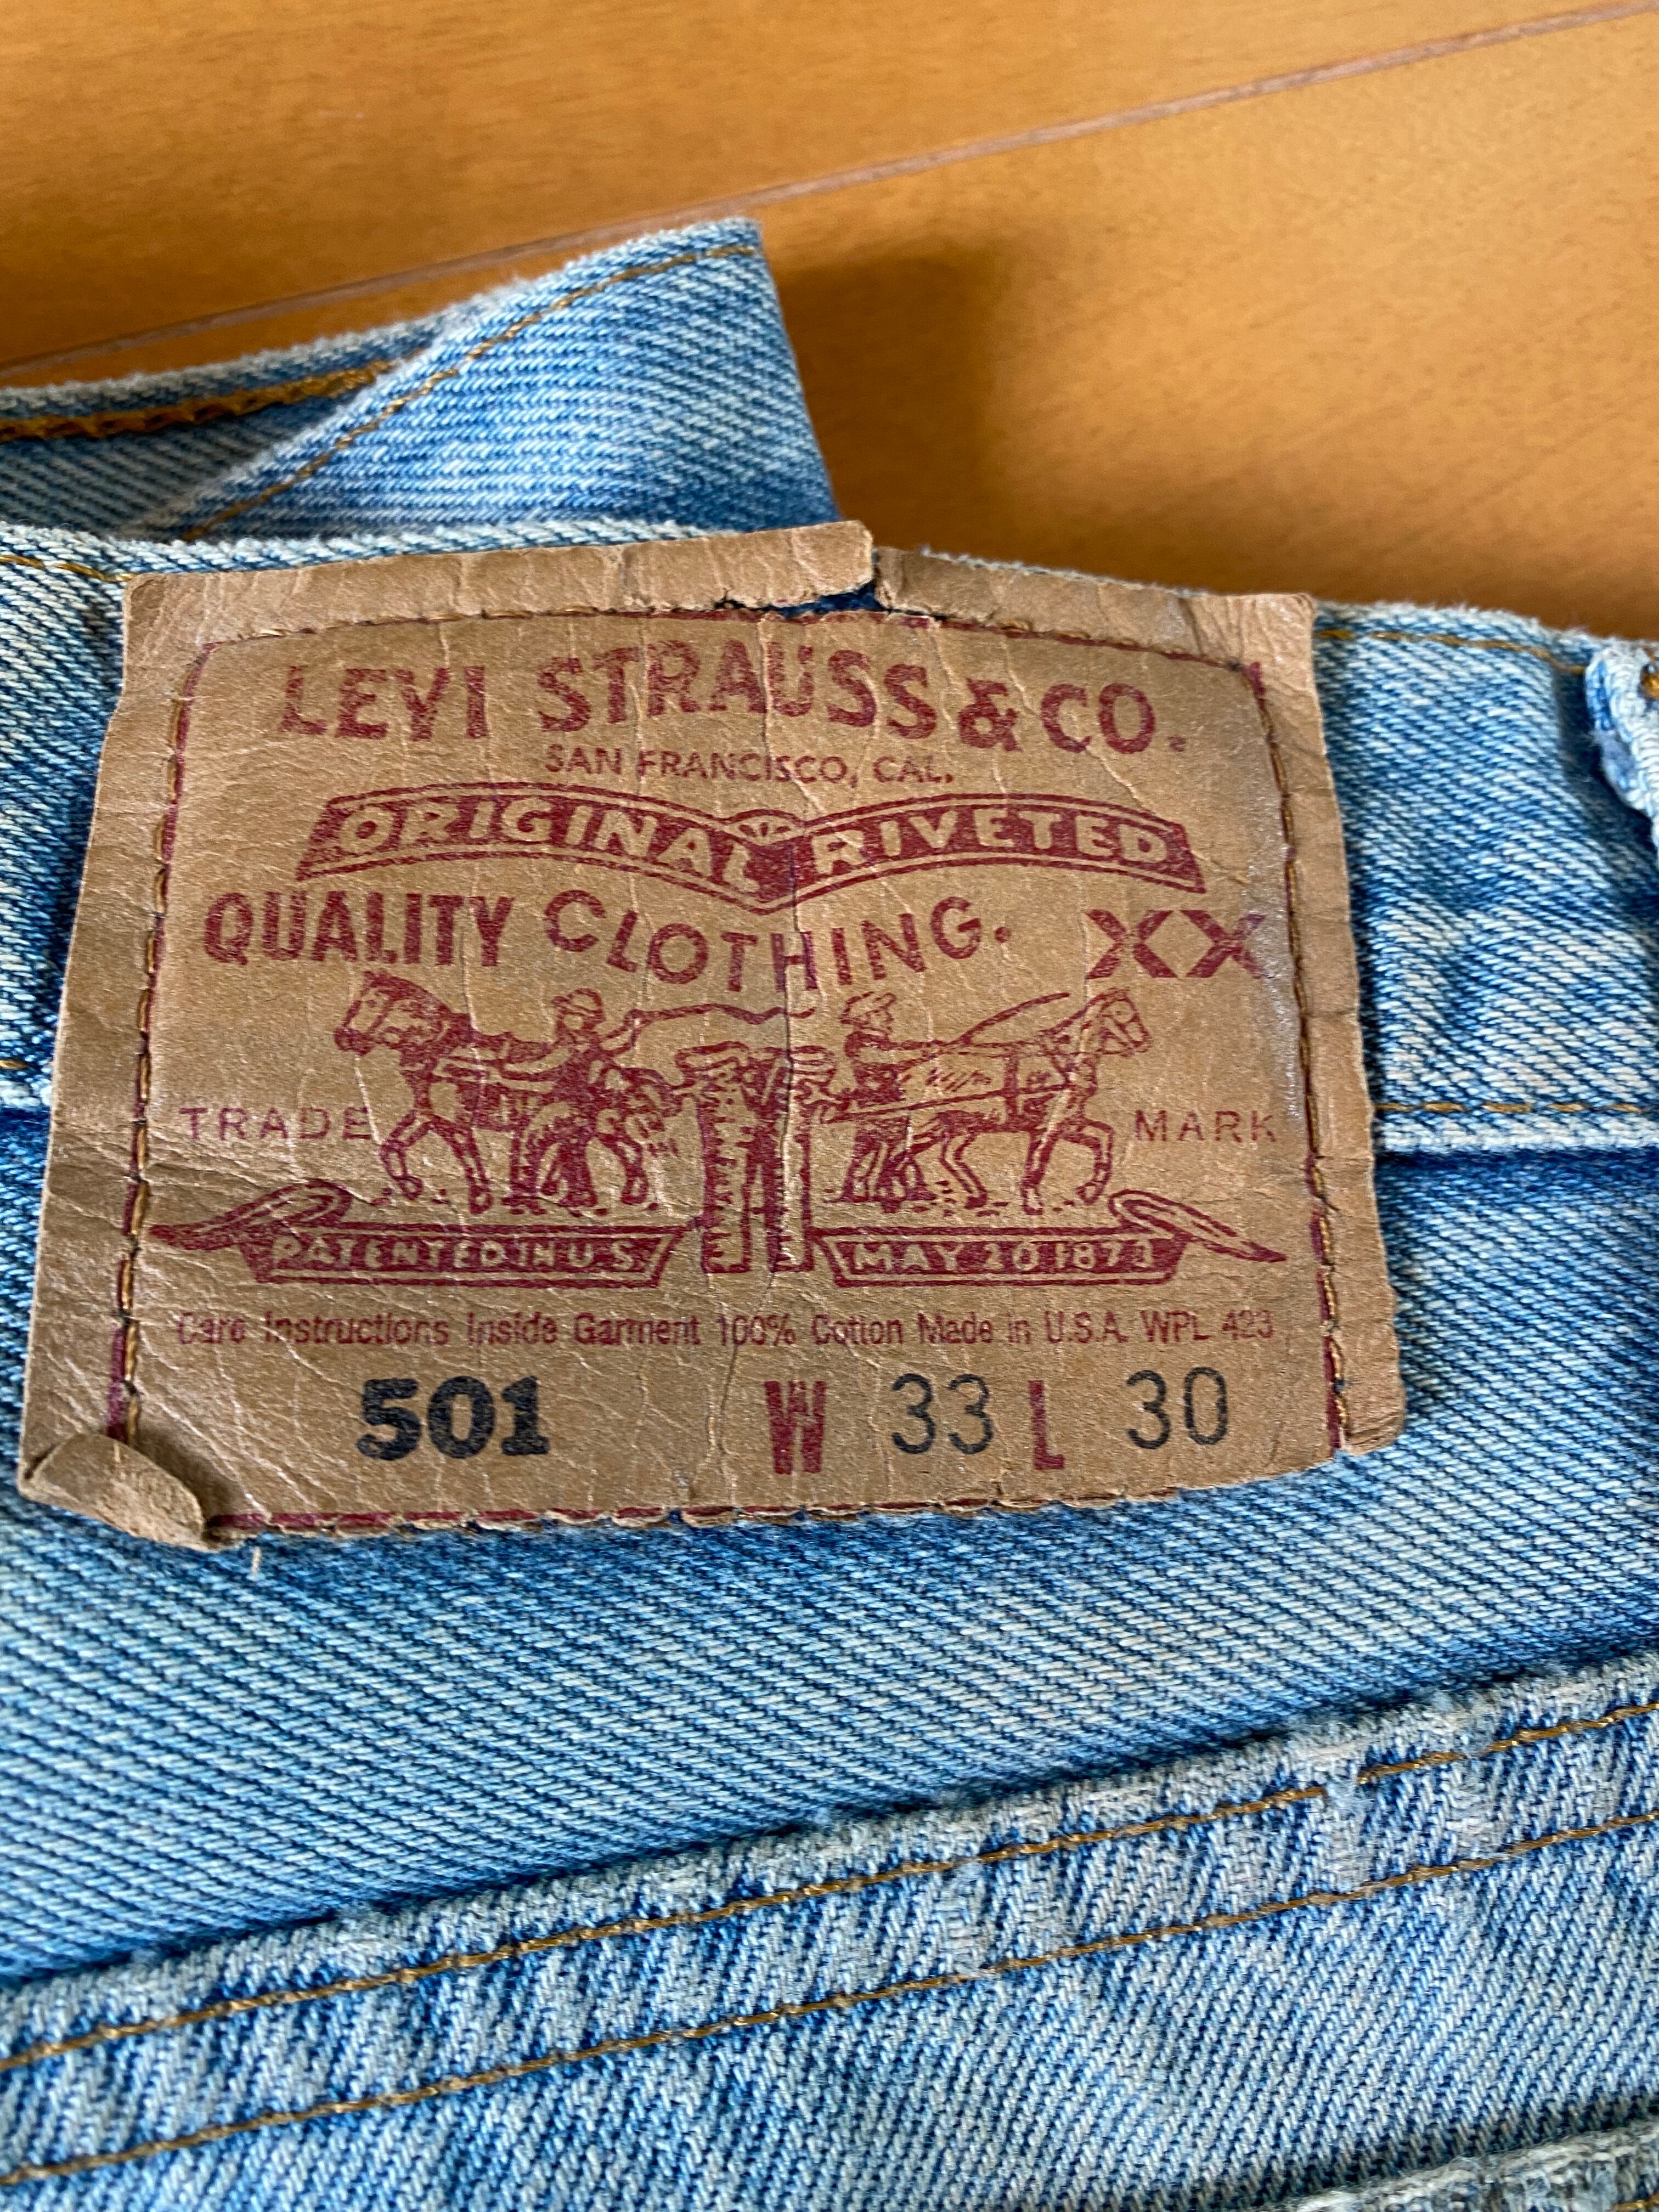 LEVI STRAUSS & CO.
SAN FRANCISCO, CAL.
ORIGINAL RIVETED
QUALITY CLOTHING. XX
TRADE MARK
PATENTED IN U.S. MAY 20 1873
Care Instructions Inside Garment 100% Cotton Made in U.S.A. WPL 423
501 W 33 L 30